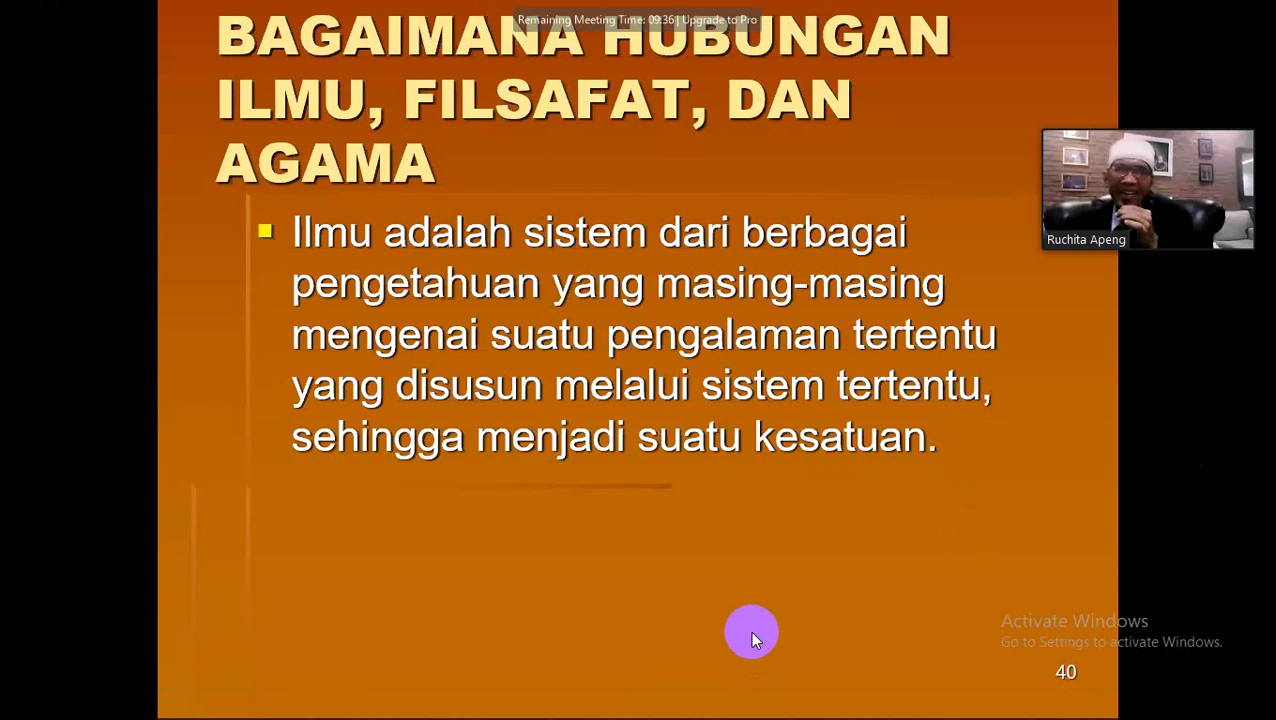 Remaining Meeting Time: 09:36 | Upgrade to Pro
BAGAIMANA HUBUNGAN
ILMU, FILSAFAT, DAN
AGAMA
Ilmu adalah sistem dari berbagai
pengetahuan yang masing-masing
mengenai suatu pengalaman tertentu
yang disusun melalui sistem tertentu,
sehingga menjadi suatu kesatuan.
Ruchita Apeng
Activate Windows
Go to Settings to activate Windows.
40